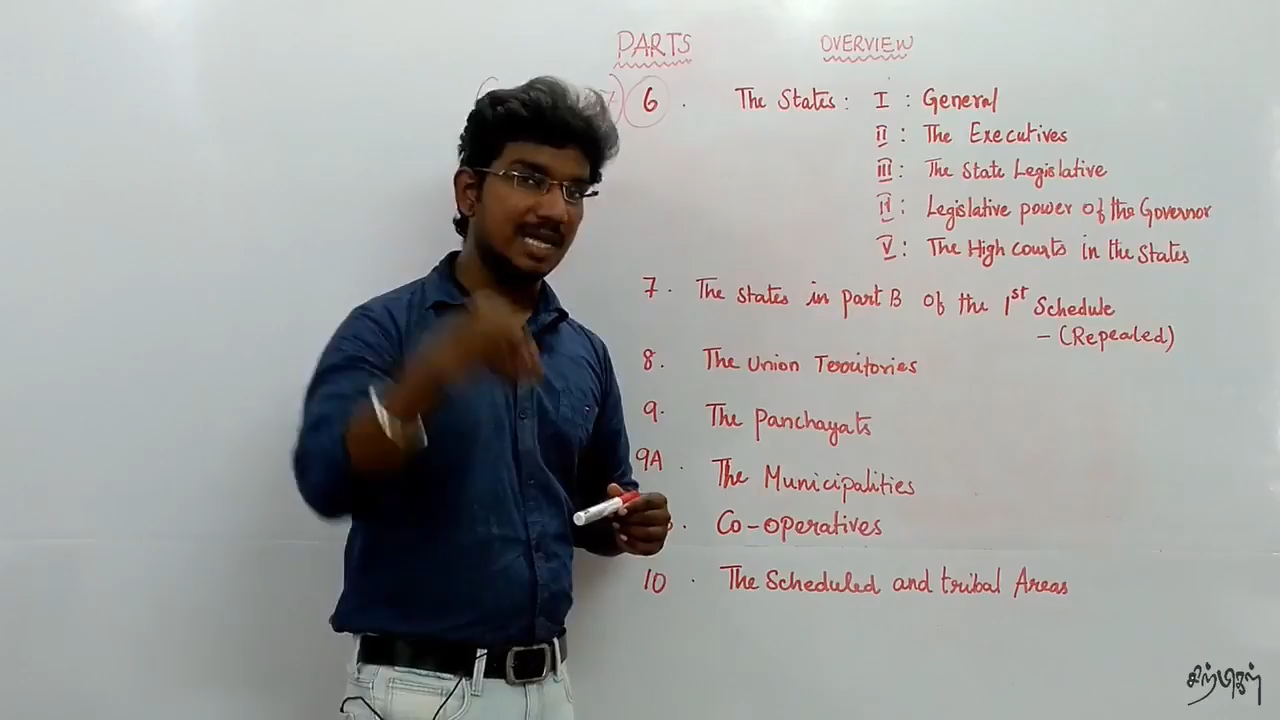 PARTS OVERVIEW
6 . The States: I : General
II : The Executives
III : The State Legislative
IV : Legislative power of the Governor
V : The High courts in the States
7. The states in part B of the 1st Schedule
- (Repealed)
8. The Union Territories
9. The Panchayats
9A . The Municipalities
. Co-operatives
10 . The Scheduled and tribal Areas